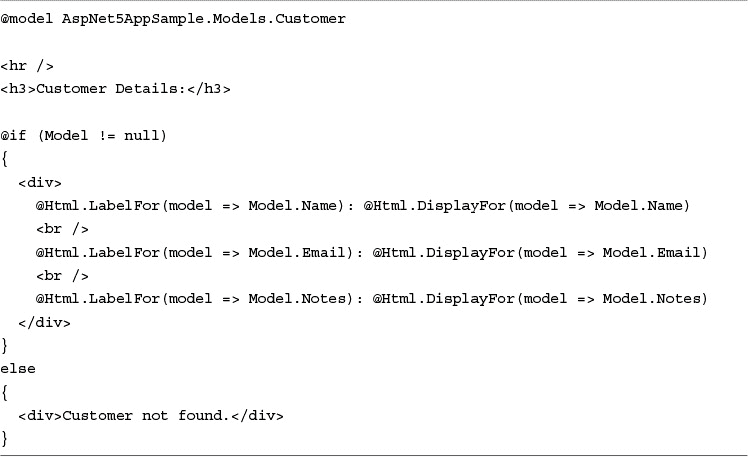 @model AspNet5AppSample.Models.Customer
<hr />
<h3>Customer Details:</h3>
@if (Model != null)
{
<div>
@Html.LabelFor(model => Model.Name): @Html.DisplayFor(model => Model.Name)
<br />
@Html.LabelFor(model => Model.Email): @Html.DisplayFor(model => Model.Email)
<br />
@Html.LabelFor(model => Model.Notes): @Html.DisplayFor(model => Model.Notes)
</div>
}
else
{
<div>Customer not found.</div>
}